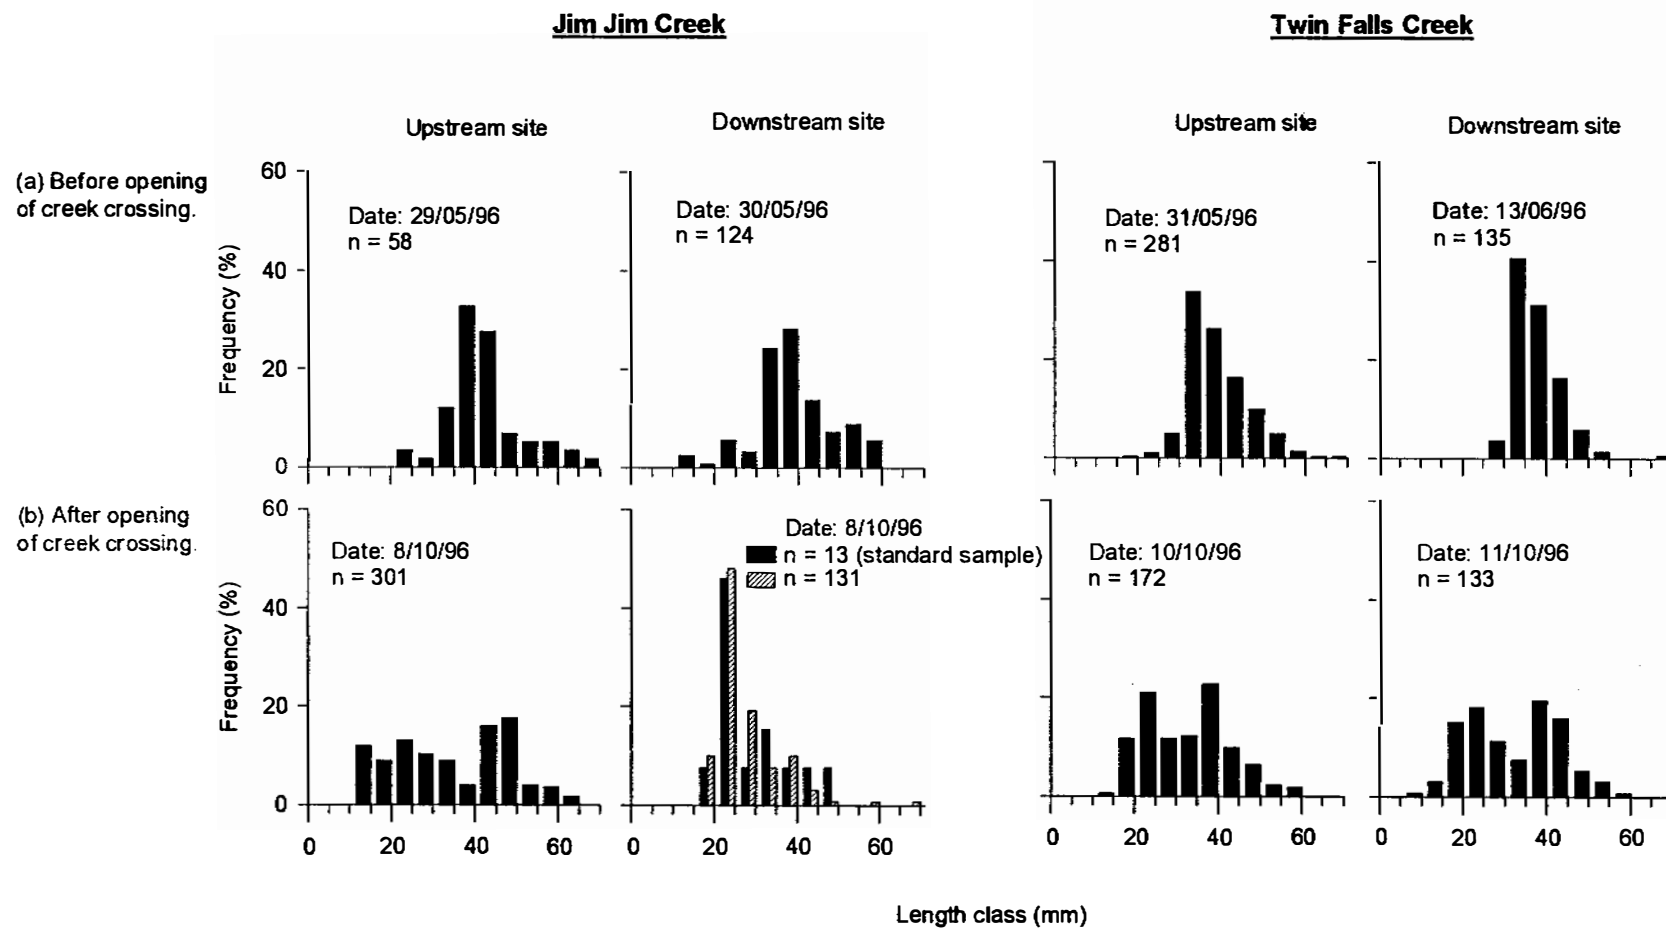 Jim Jim Creek
Twin Falls Creek
Upstream site
Downstream site
Upstream site
Downstream site
(a) Before opening
of creek crossing.
Frequency (%)
60
40
20
0
Date: 29/05/96
n = 58
Date: 30/05/96
n = 124
Date: 31/05/96
n = 281
Date: 13/06/96
n = 135
(b) After opening
of creek crossing.
Frequency (%)
60
40
20
0
Date: 8/10/96
n = 301
Date: 8/10/96
n = 13 (standard sample)
n = 131
Date: 10/10/96
n = 172
Date: 11/10/96
n = 133
0 20 40 60
0 20 40 60
0 20 40 60
0 20 40 60
Length class (mm)